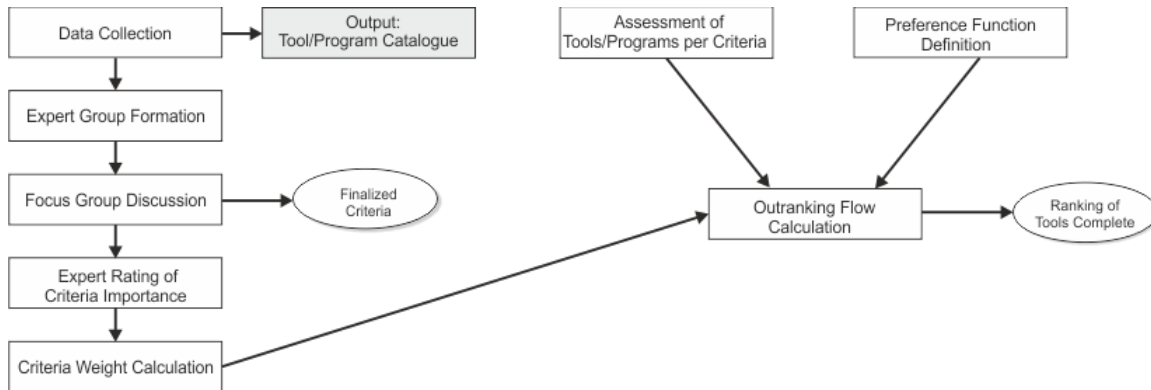 Data Collection
Output:
Tool/Program Catalogue
Assessment of
Tools/Programs per Criteria
Preference Function
Definition
Expert Group Formation
Focus Group Discussion
Finalized
Criteria
Outranking Flow
Calculation
Ranking of
Tools Complete
Expert Rating of
Criteria Importance
Criteria Weight Calculation